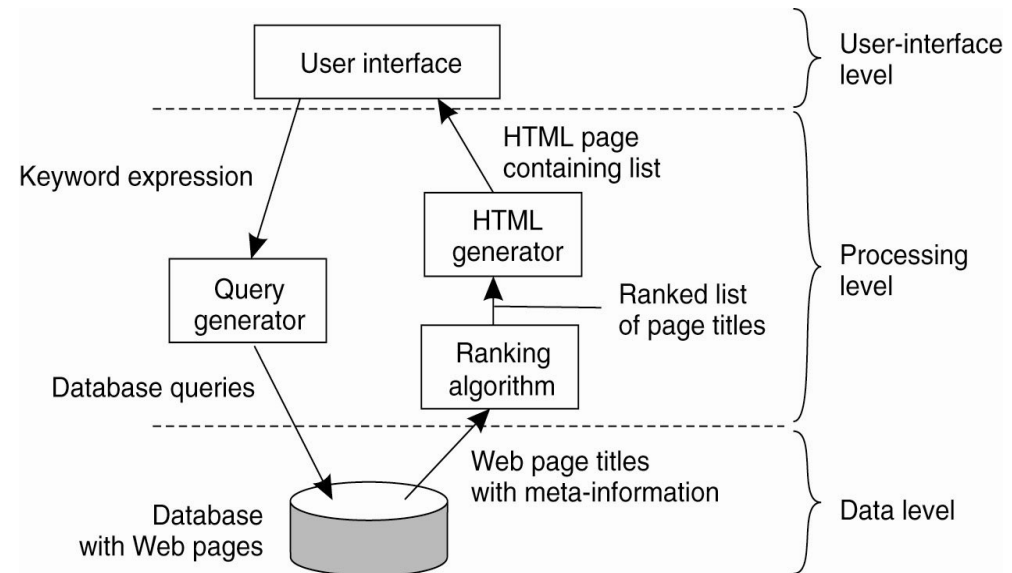 User interface
User-interface
level
HTML page
containing list
Keyword expression
HTML
generator
Processing
level
Query
generator
Ranked list
of page titles
Ranking
algorithm
Database queries
Web page titles
with meta-information
Database
with Web pages
Data level